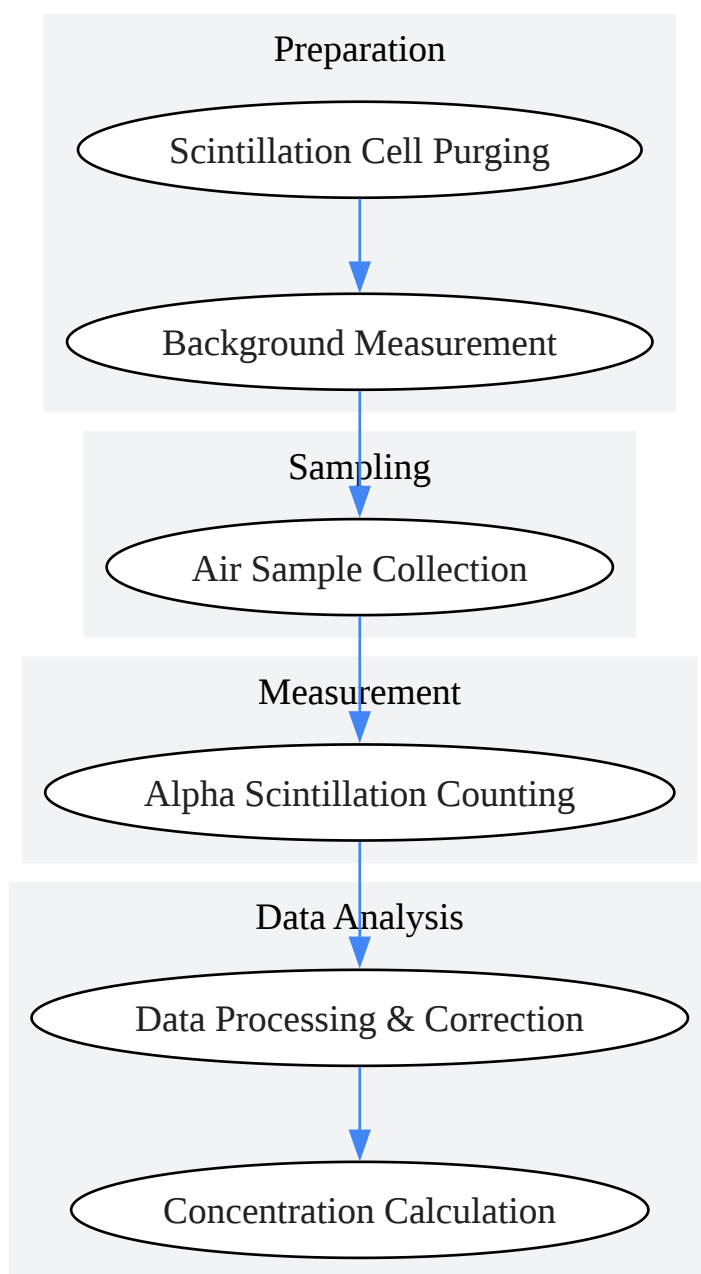 Preparation
Scintillation Cell Purging
Background Measurement
Sampling
Air Sample Collection
Measurement
Alpha Scintillation Counting
Data Analysis
Data Processing & Correction
Concentration Calculation